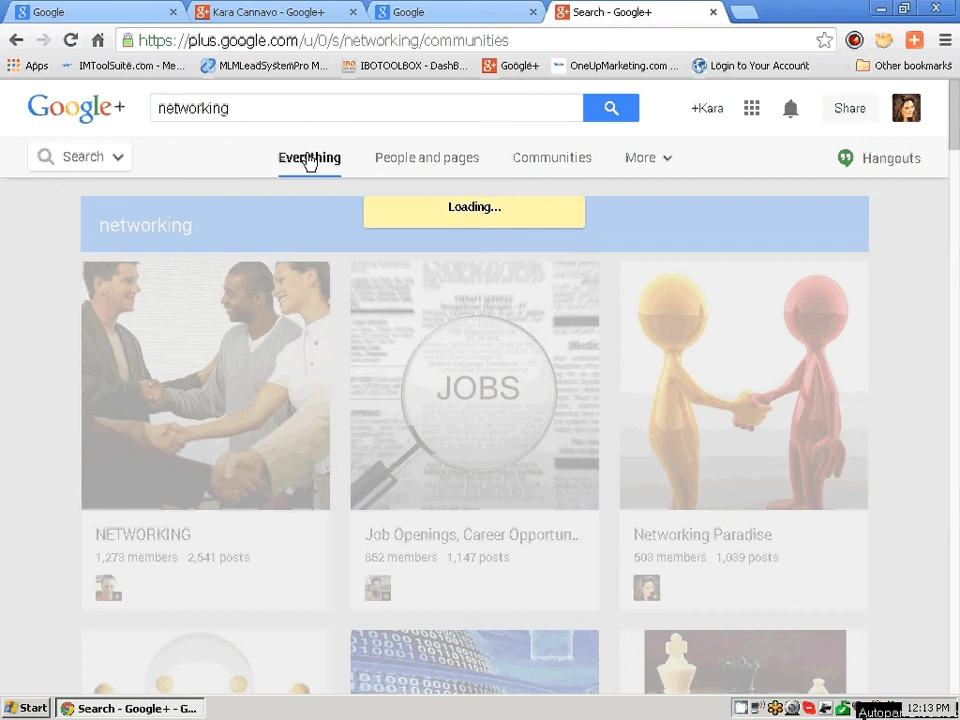 Google
Kara Cannavo - Google+
Google
Search - Google+
https://plus.google.com/u/0/s/networking/communities
Apps
IMToolSuite.com - Me...
MLMLeadSystemPro M...
IBOTOOLBOX - DashB...
Google+
OneUpMarketing.com ...
Login to Your Account
Other bookmarks
Google+
networking
+Kara
Share
Search
Everything
People and pages
Communities
More
Hangouts
Loading...
networking
JOBS
NETWORKING
1,273 members 2,541 posts
Job Openings, Career Opportun..
862 members 1,147 posts
Networking Paradise
503 members 1,039 posts
Start
Search - Google+ - G...
12:13 PM